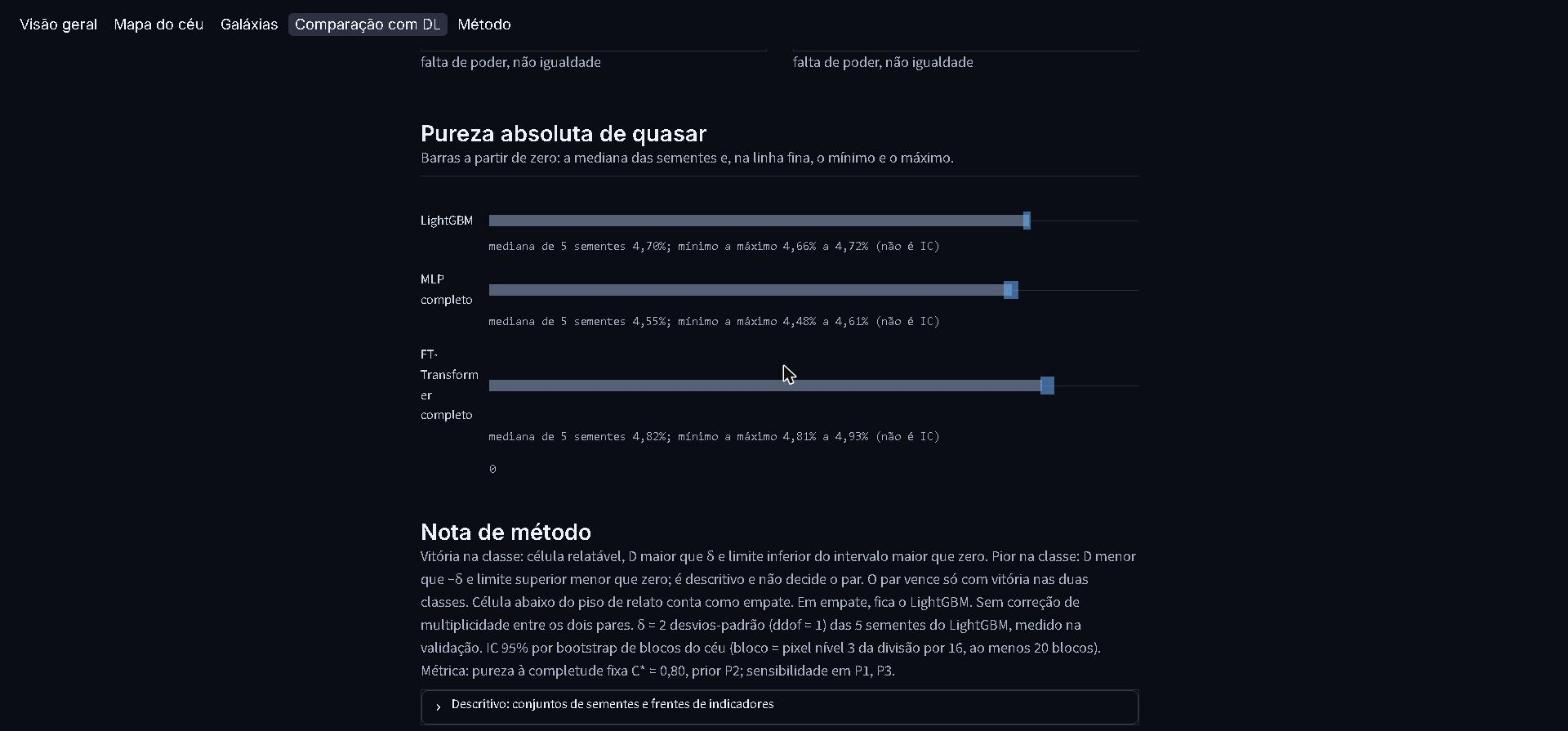 Visão geral Mapa do céu Galáxias Comparação com DL Método
falta de poder, não igualdade falta de poder, não igualdade
Pureza absoluta de quasar
Barras a partir de zero: a mediana das sementes e, na linha fina, o mínimo e o máximo.
LightGBM
mediana de 5 sementes 4,70%; mínimo a máximo 4,66% a 4,72% (não é IC)
MLP
completo
mediana de 5 sementes 4,55%; mínimo a máximo 4,48% a 4,61% (não é IC)
FT-
Transform
er
completo
mediana de 5 sementes 4,82%; mínimo a máximo 4,81% a 4,93% (não é IC)
0
Nota de método
Vitória na classe: célula relatável, D maior que δ e limite inferior do intervalo maior que zero. Pior na classe: D menor
que −δ e limite superior menor que zero; é descritivo e não decide o par. O par vence só com vitória nas duas
classes. Célula abaixo do piso de relato conta como empate. Em empate, fica o LightGBM. Sem correção de
multiplicidade entre os dois pares. δ = 2 desvios-padrão (ddof = 1) das 5 sementes do LightGBM, medido na
validação. IC 95% por bootstrap de blocos do céu (bloco = pixel nível 3 da divisão por 16, ao menos 20 blocos).
Métrica: pureza à completude fixa C* = 0,80, prior P2; sensibilidade em P1, P3.
› Descritivo: conjuntos de sementes e frentes de indicadores